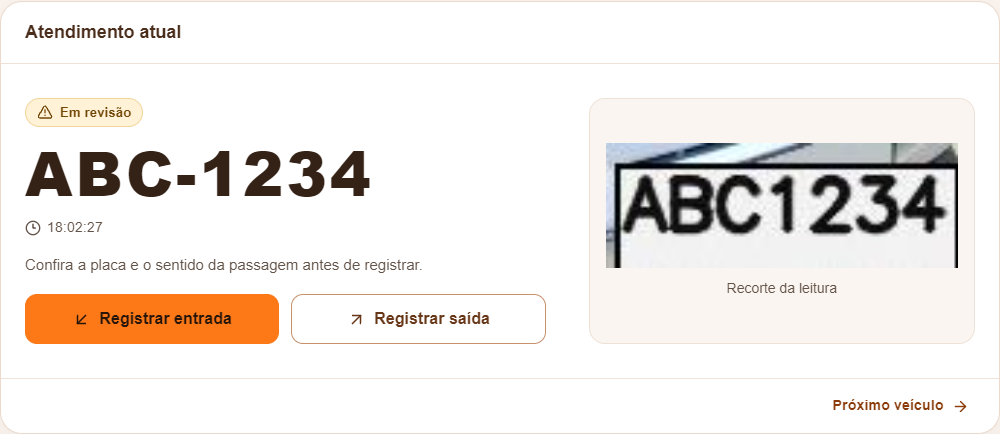 Atendimento atual
Em revisão
ABC-1234
18:02:27
Confira a placa e o sentido da passagem antes de registrar.
Registrar entrada
Registrar saída
ABC1234
Recorte da leitura
Próximo veículo